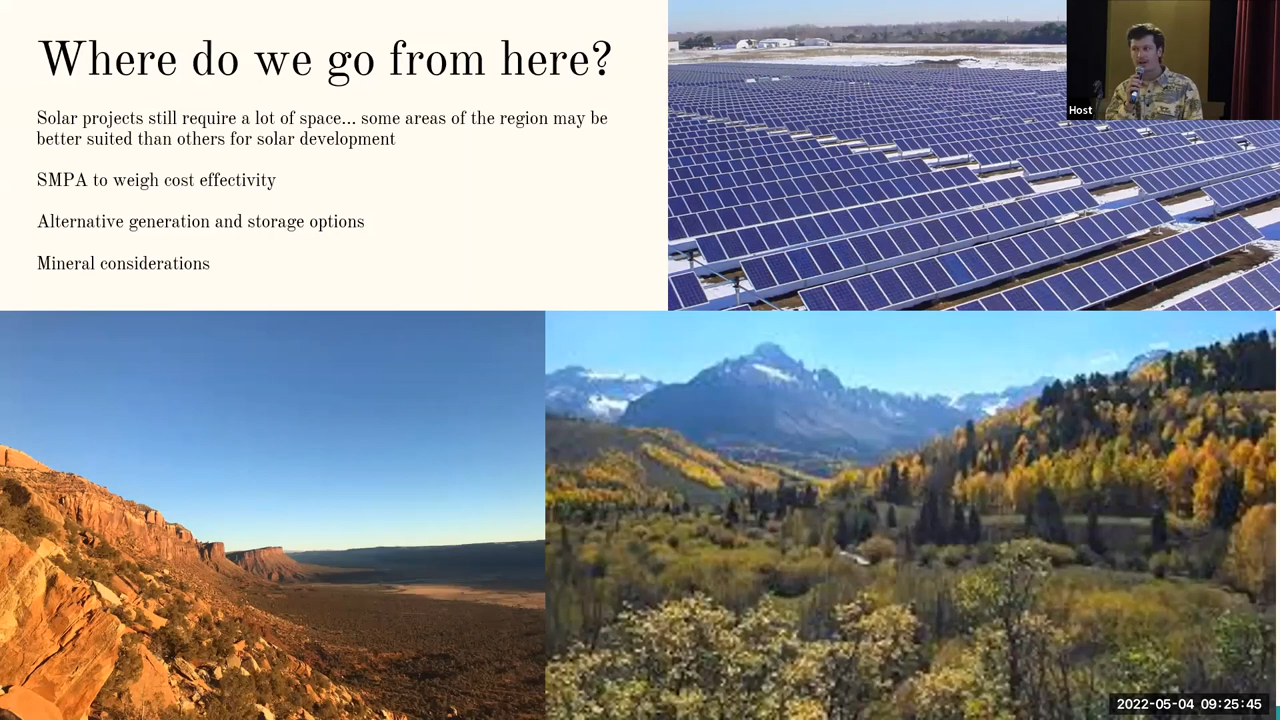 Where do we go from here?
Solar projects still require a lot of space... some areas of the region may be
better suited than others for solar development
SMPA to weigh cost effectivity
Alternative generation and storage options
Mineral considerations
Host
2022-05-04 09:25:45